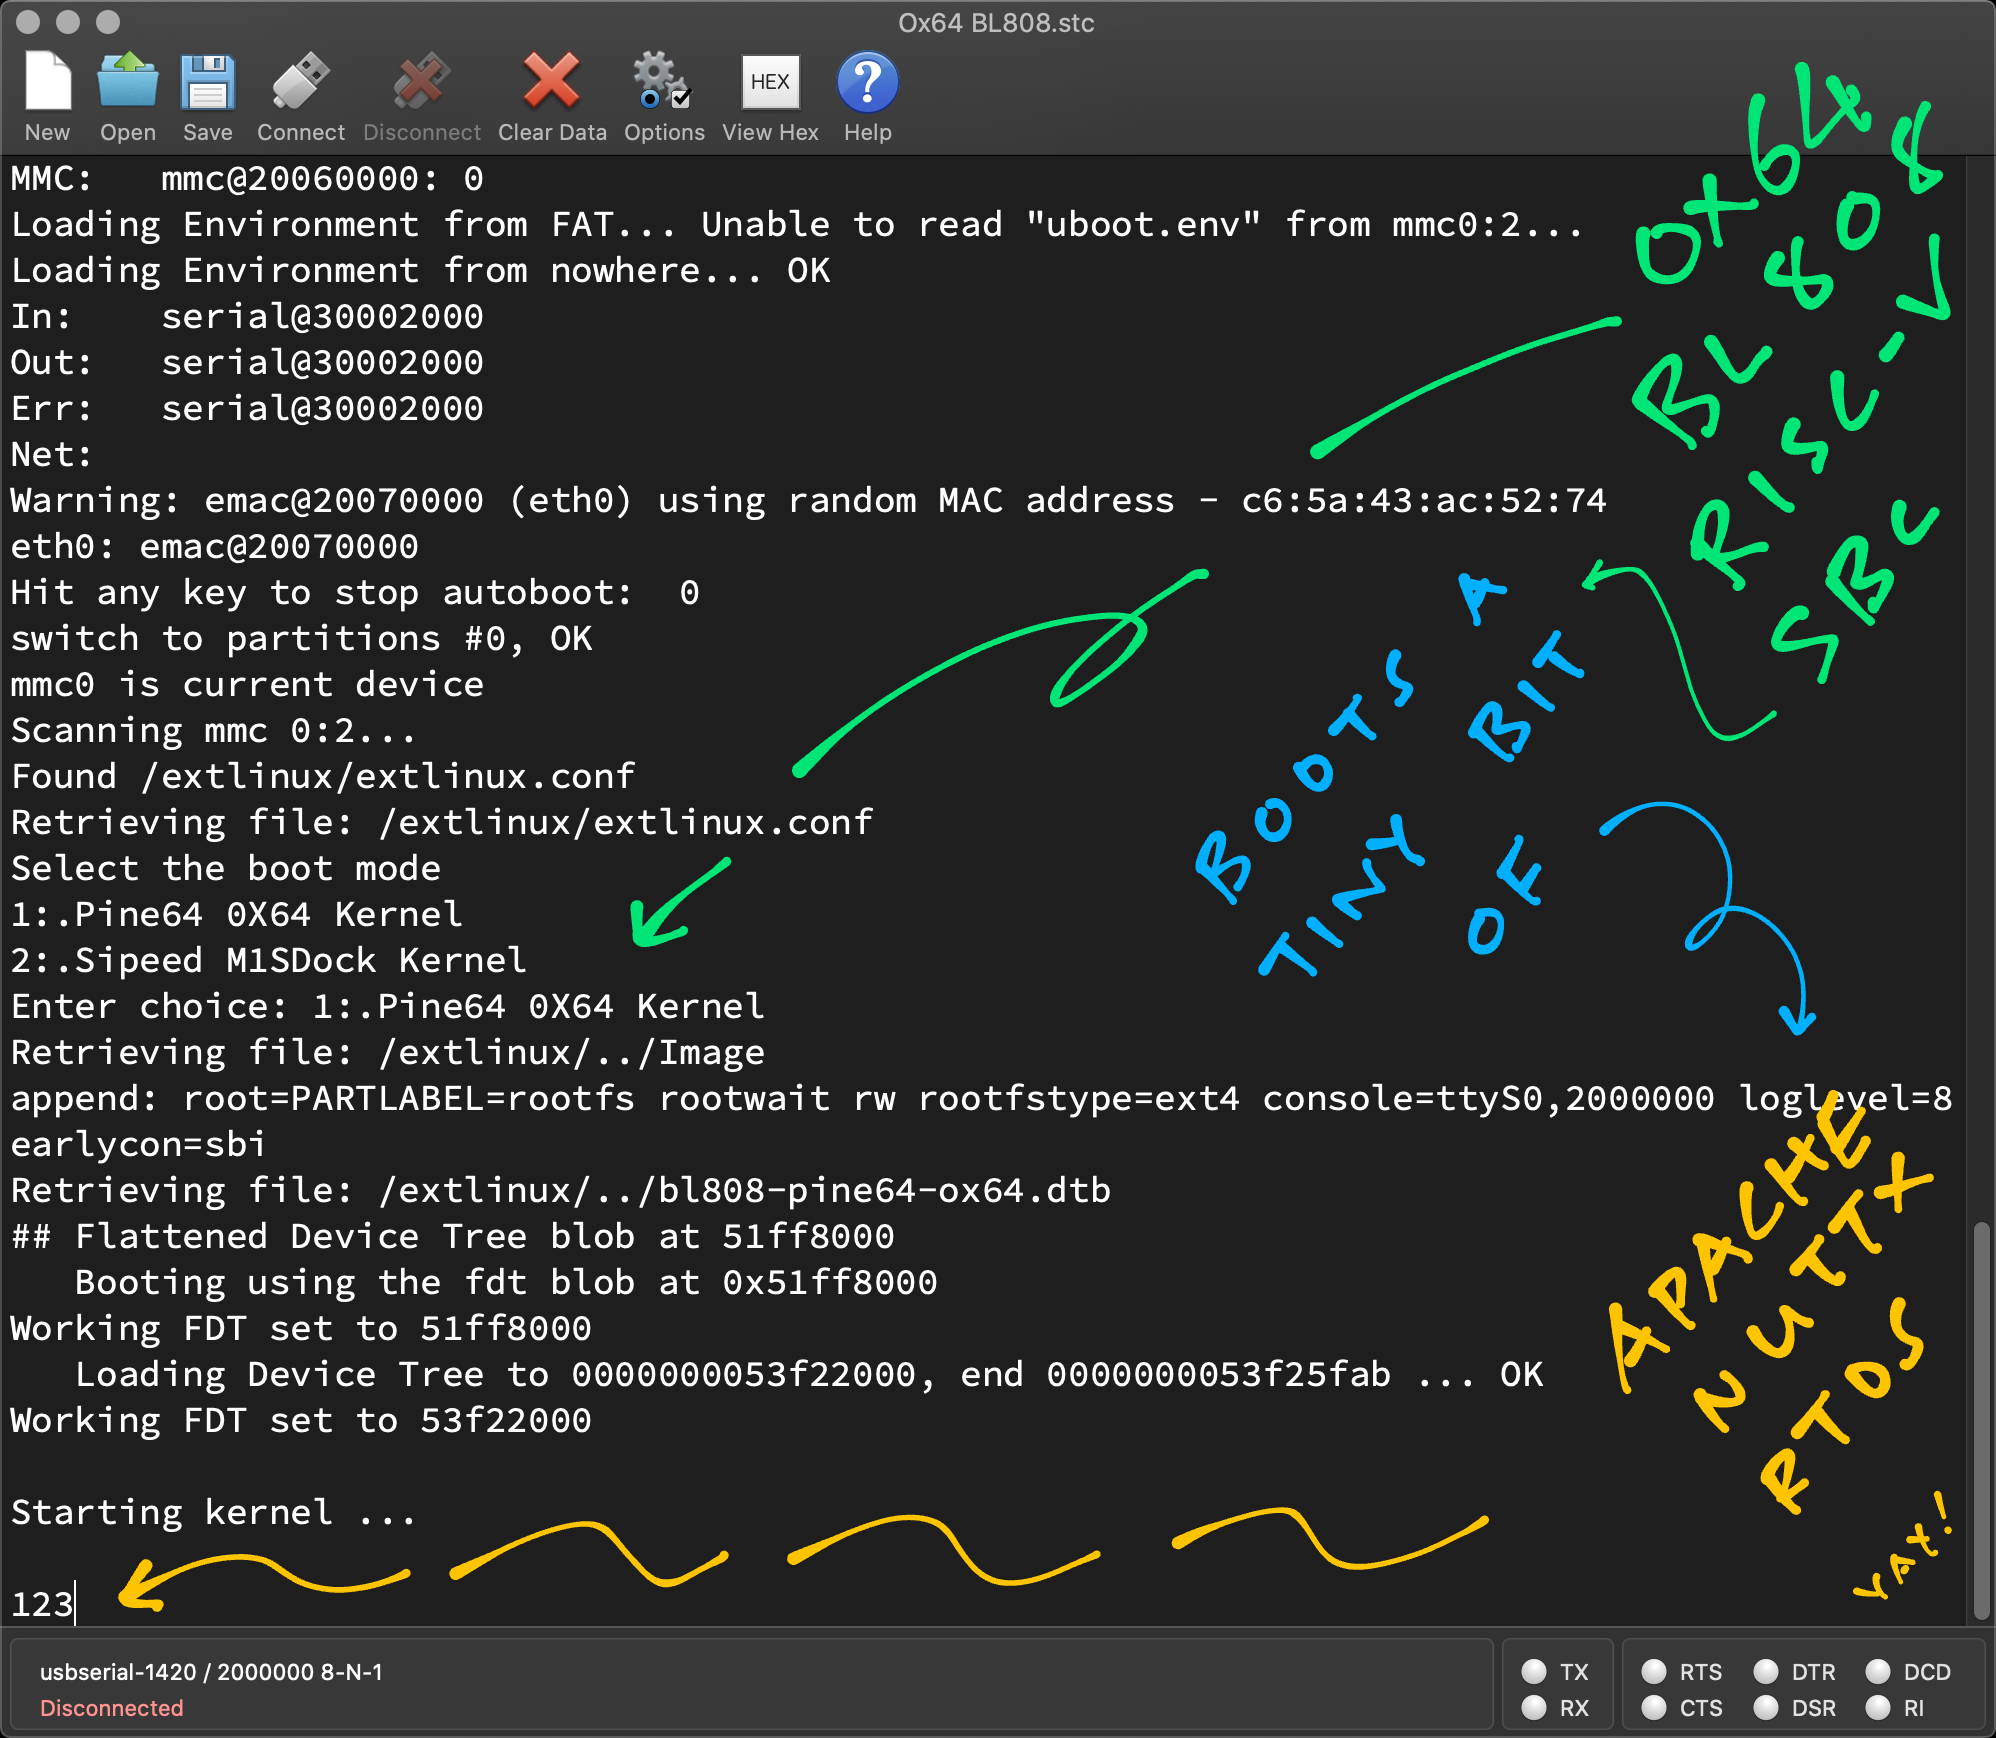 Ox64 BL808.stc
New Open Save Connect Disconnect Clear Data Options HEX View Hex Help
MMC:   mmc@20060000: 0
Loading Environment from FAT... Unable to read "uboot.env" from mmc0:2...
Loading Environment from nowhere... OK
In:    serial@30002000
Out:   serial@30002000
Err:   serial@30002000
Net:
Warning: emac@20070000 (eth0) using random MAC address - c6:5a:43:ac:52:74
eth0: emac@20070000
Hit any key to stop autoboot:  0
switch to partitions #0, OK
mmc0 is current device
Scanning mmc 0:2...
Found /extlinux/extlinux.conf
Retrieving file: /extlinux/extlinux.conf
Select the boot mode
1:.Pine64 0X64 Kernel
2:.Sipeed M1SDock Kernel
Enter choice: 1:.Pine64 0X64 Kernel
Retrieving file: /extlinux/../Image
append: root=PARTLABEL=rootfs rootwait rw rootfstype=ext4 console=ttyS0,2000000 loglevel=8
earlycon=sbi
Retrieving file: /extlinux/../bl808-pine64-ox64.dtb
## Flattened Device Tree blob at 51ff8000
   Booting using the fdt blob at 0x51ff8000
Working FDT set to 51ff8000
   Loading Device Tree to 0000000053f22000, end 0000000053f25fab ... OK
Working FDT set to 53f22000
Starting kernel ...
123
Ox64
BL808
RISC-V
SBC
BOOTS A
TINY BIT
OF
APACHE
NUTTX
RTOS
YAY!
usbserial-1420 / 2000000 8-N-1
Disconnected
TX RTS DTR DCD
RX CTS DSR RI